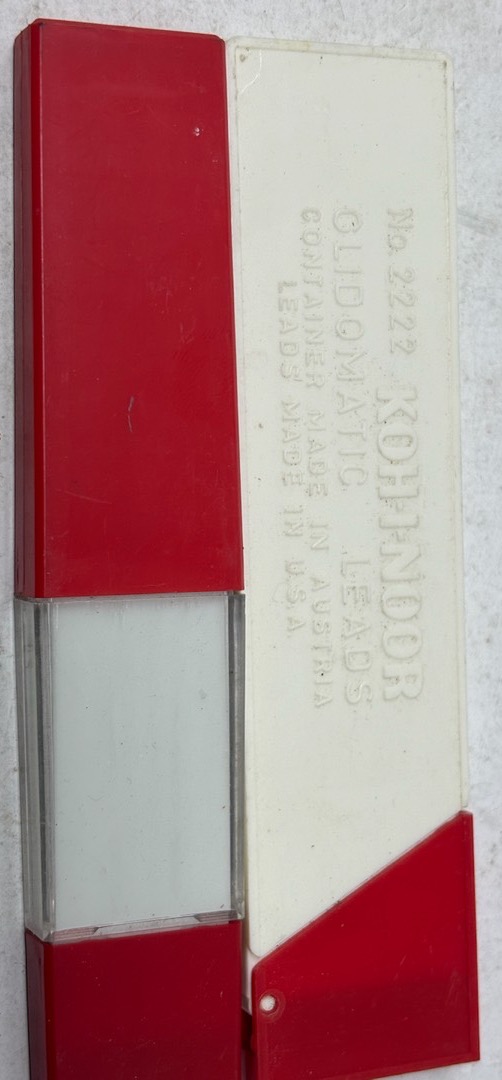 No. 2222 KOH-I-NOOR
GLIDOMATIC LEADS
CONTAINER MADE IN AUSTRIA
LEADS MADE IN U.S.A.